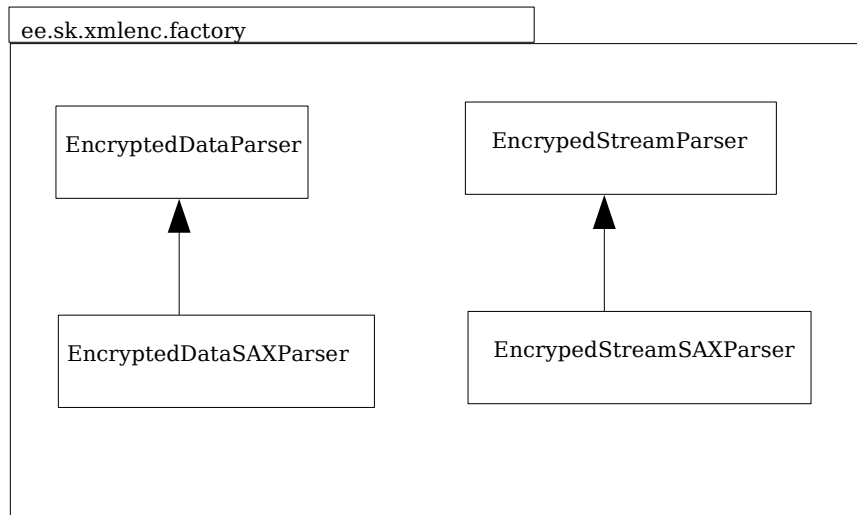 ee.sk.xmlenc.factory
EncryptedDataParser
EncrypedStreamParser
EncryptedDataSAXParser
EncrypedStreamSAXParser